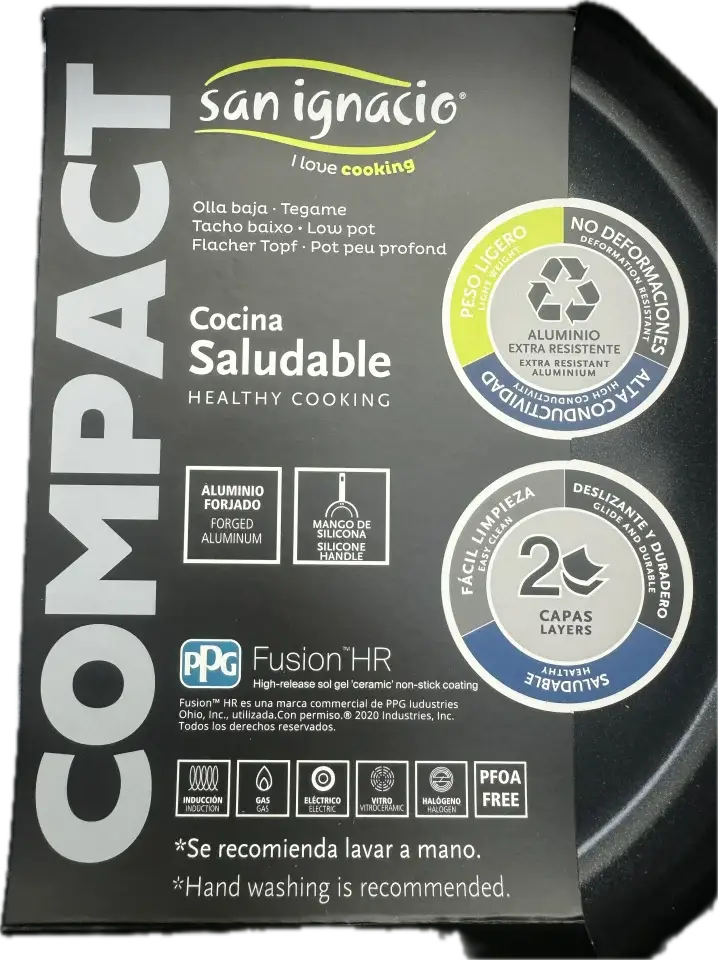 COMPACT
san ignacio®
I love cooking
Olla baja · Tegame
Tacho baixo · Low pot
Flacher Topf · Pot peu profond
Cocina
Saludable
HEALTHY COOKING
PESO LIGERO
LIGHT WEIGHT
NO DEFORMACIONES
DEFORMATION RESISTANT
ALUMINIO
EXTRA RESISTENTE
EXTRA RESISTANT
ALUMINIUM
ALTA CONDUCTIVIDAD
HIGH CONDUCTIVITY
ALUMINIO
FORJADO
FORGED
ALUMINUM
MANGO DE
SILICONA
SILICONE
HANDLE
FÁCIL LIMPIEZA
EASY CLEAN
DESLIZANTE Y DURADERO
GLIDE AND DURABLE
2
CAPAS
LAYERS
SALUDABLE
HEALTHY
PPG
Fusion™HR
High-release sol gel 'ceramic' non-stick coating
Fusion™ HR es una marca commercial de PPG Iudustries
Ohio, Inc., utilizada.Con permiso.® 2020 Industries, Inc.
Todos los derechos reservados.
INDUCCIÓN
INDUCTION
GAS
GAS
ELÉCTRICO
ELECTRIC
VITRO
VITROCERAMIC
HALÓGENO
HALOGEN
PFOA
FREE
*Se recomienda lavar a mano.
*Hand washing is recommended.